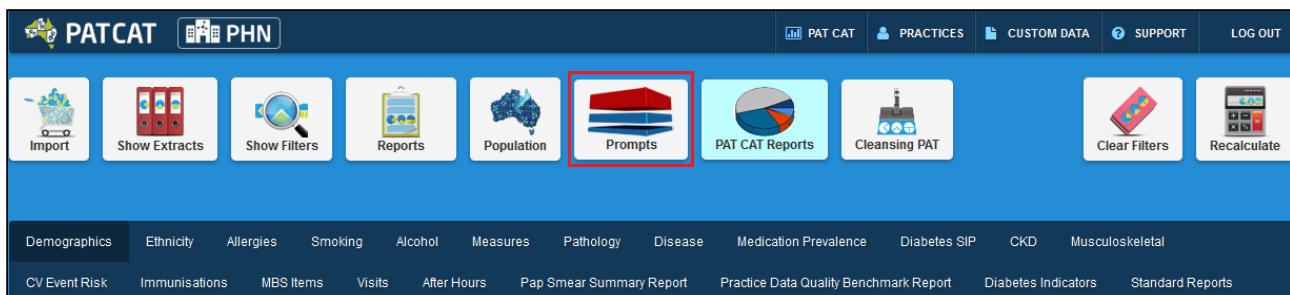 PATCAT PHN PAT CAT PRACTICES CUSTOM DATA SUPPORT LOG OUT
Import Show Extracts Show Filters Reports Population Prompts PAT CAT Reports Cleansing PAT Clear Filters Recalculate
Demographics Ethnicity Allergies Smoking Alcohol Measures Pathology Disease Medication Prevalence Diabetes SIP CKD Musculoskeletal
CV Event Risk Immunisations MBS Items Visits After Hours Pap Smear Summary Report Practice Data Quality Benchmark Report Diabetes Indicators Standard Reports